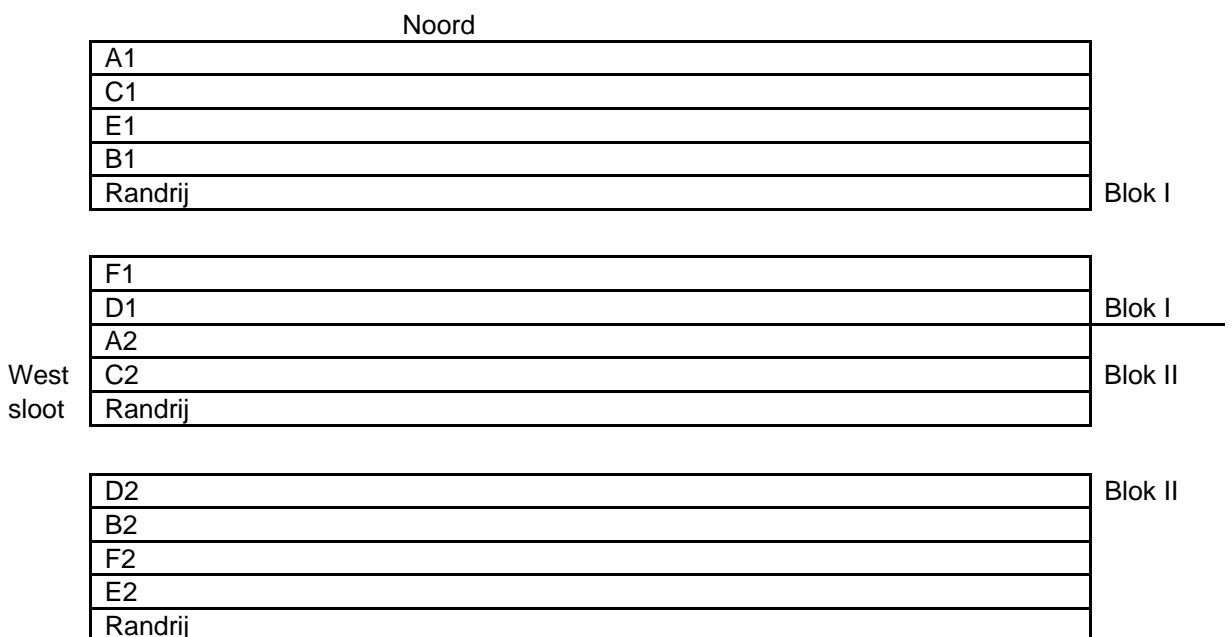 Noord
A1
C1
E1
B1
Randrij Blok I
F1
D1 Blok I
A2
West C2 Blok II
sloot Randrij
D2 Blok II
B2
F2
E2
Randrij